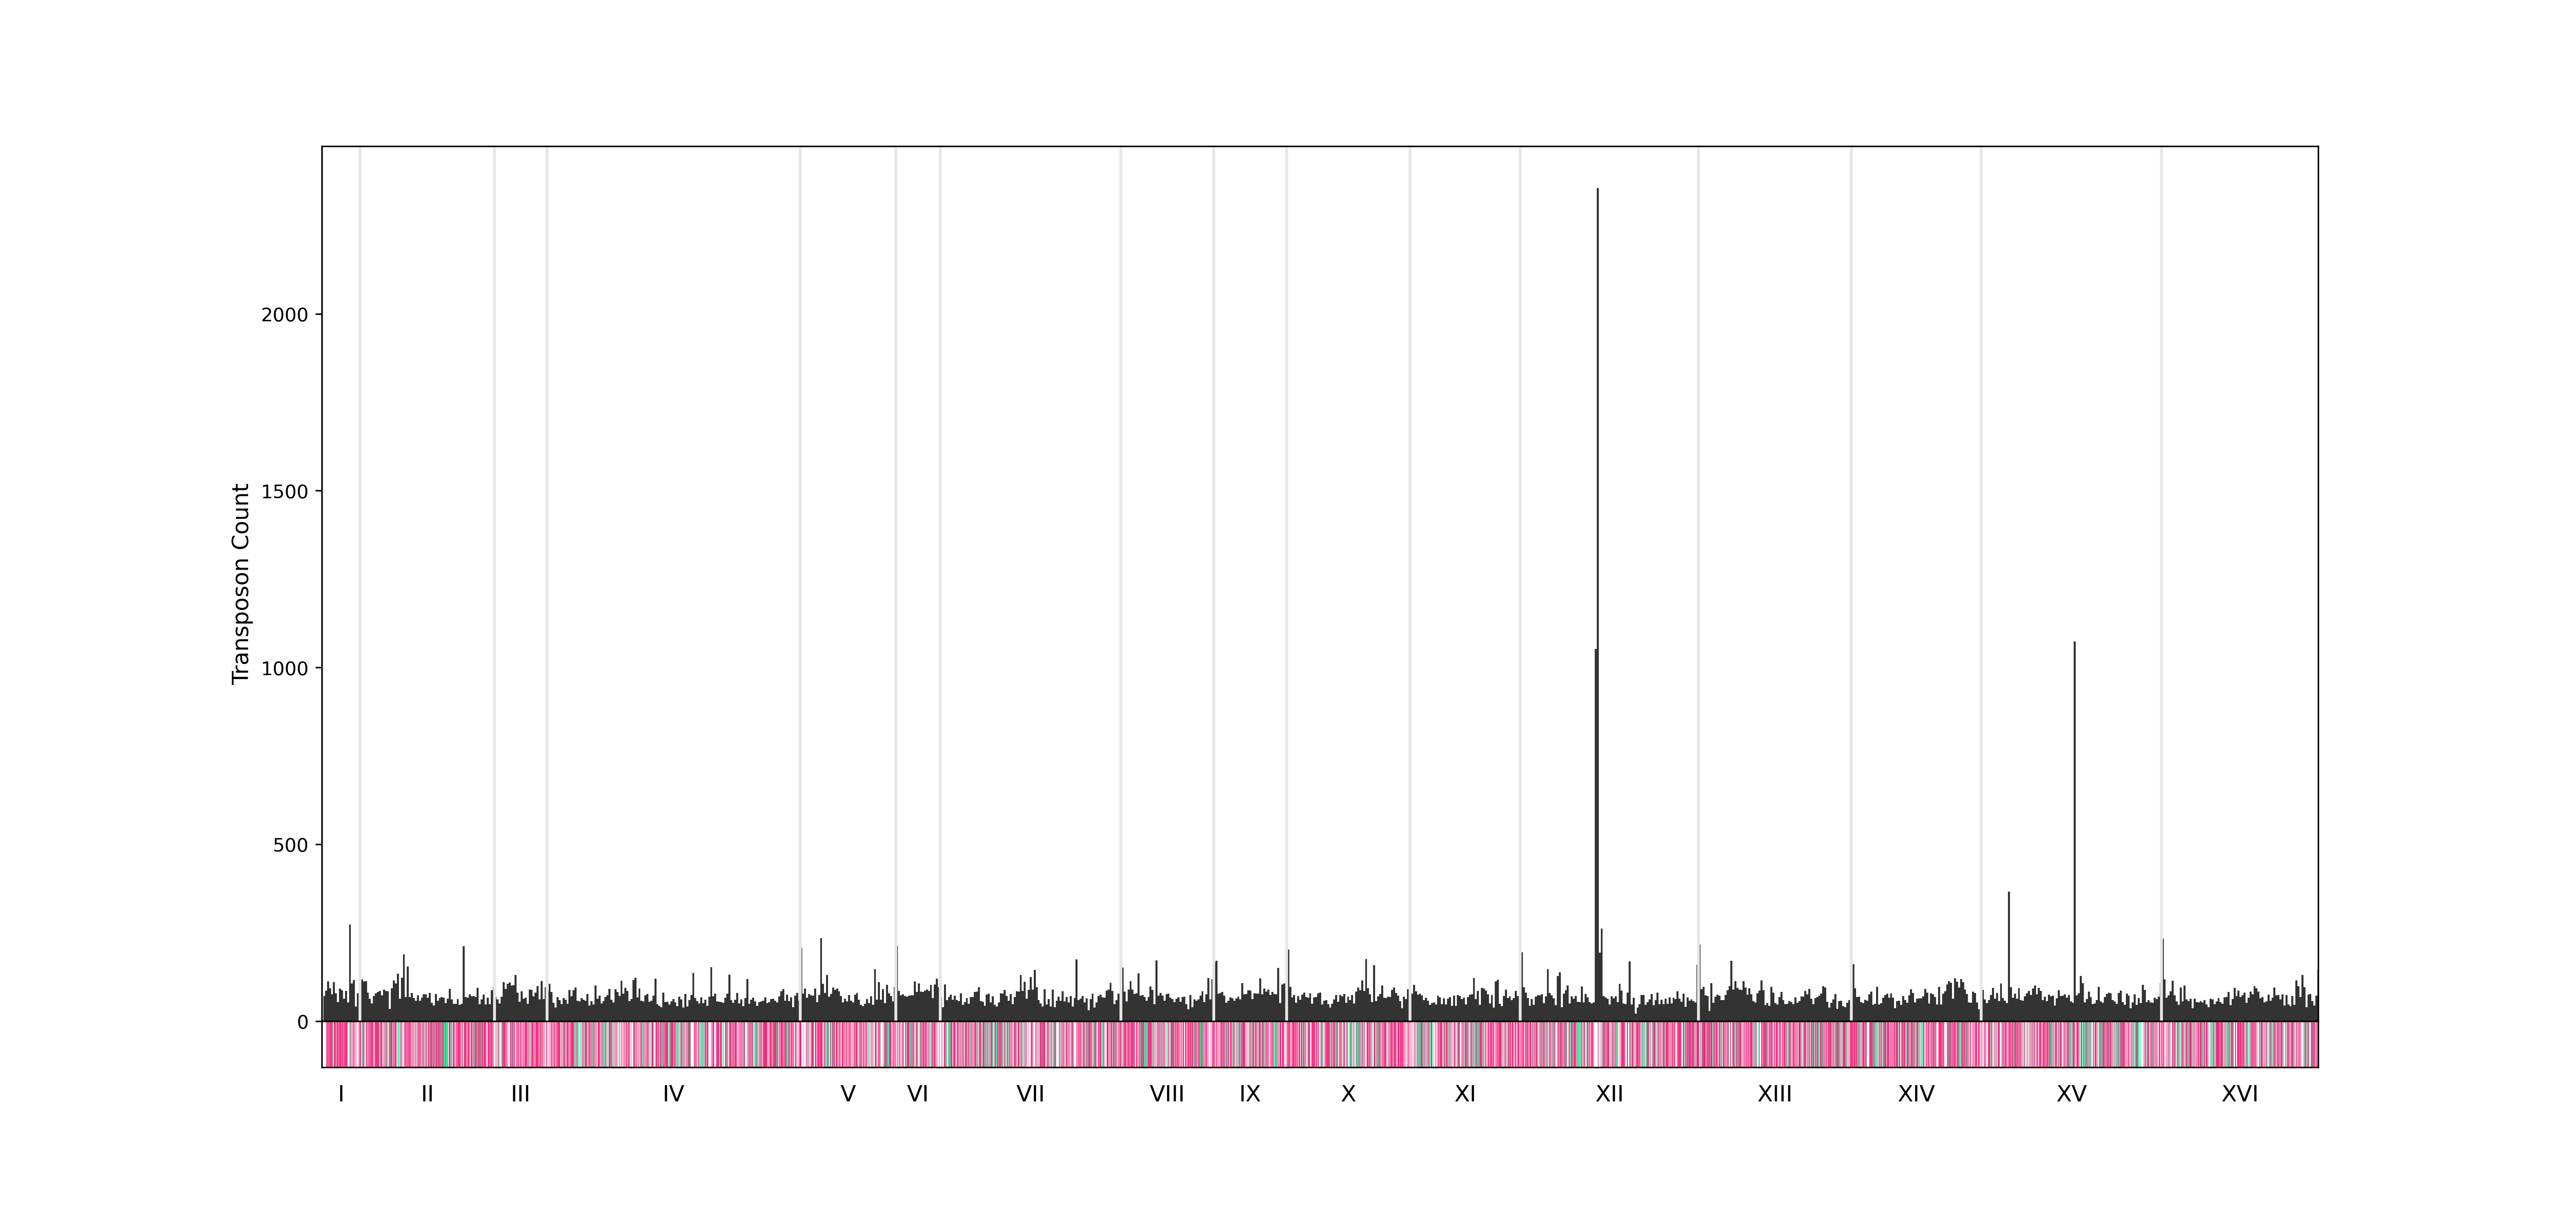 2000
1500
1000
500
0
Transposon Count
I II III IV V VI VII VIII IX X XI XII XIII XIV XV XVI